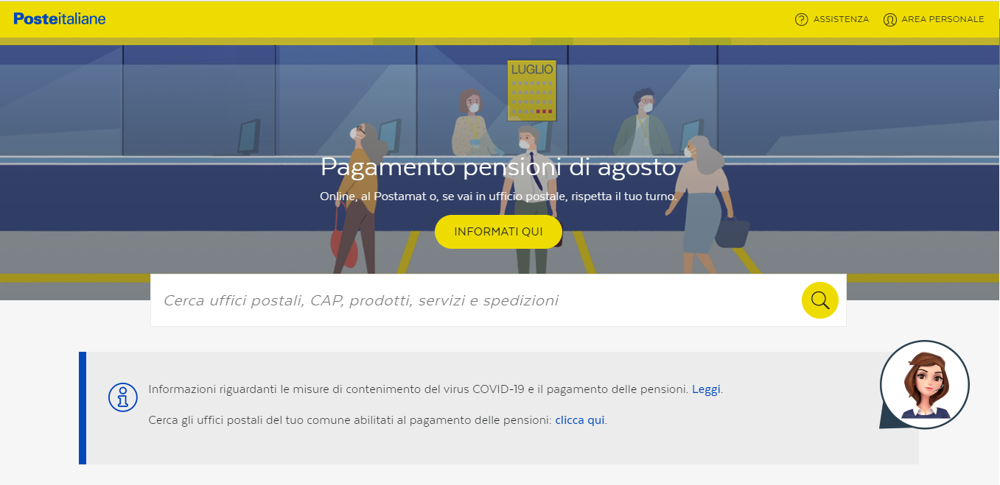 Posteitaliane
ASSISTENZA AREA PERSONALE
LUGLIO
Pagamento pensioni di agosto
Online, al Postamat o, se vai in ufficio postale, rispetta il tuo turno.
INFORMATI QUI
Cerca uffici postali, CAP, prodotti, servizi e spedizioni
Informazioni riguardanti le misure di contenimento del virus COVID-19 e il pagamento delle pensioni. Leggi.
Cerca gli uffici postali del tuo comune abilitati al pagamento delle pensioni: clicca qui.